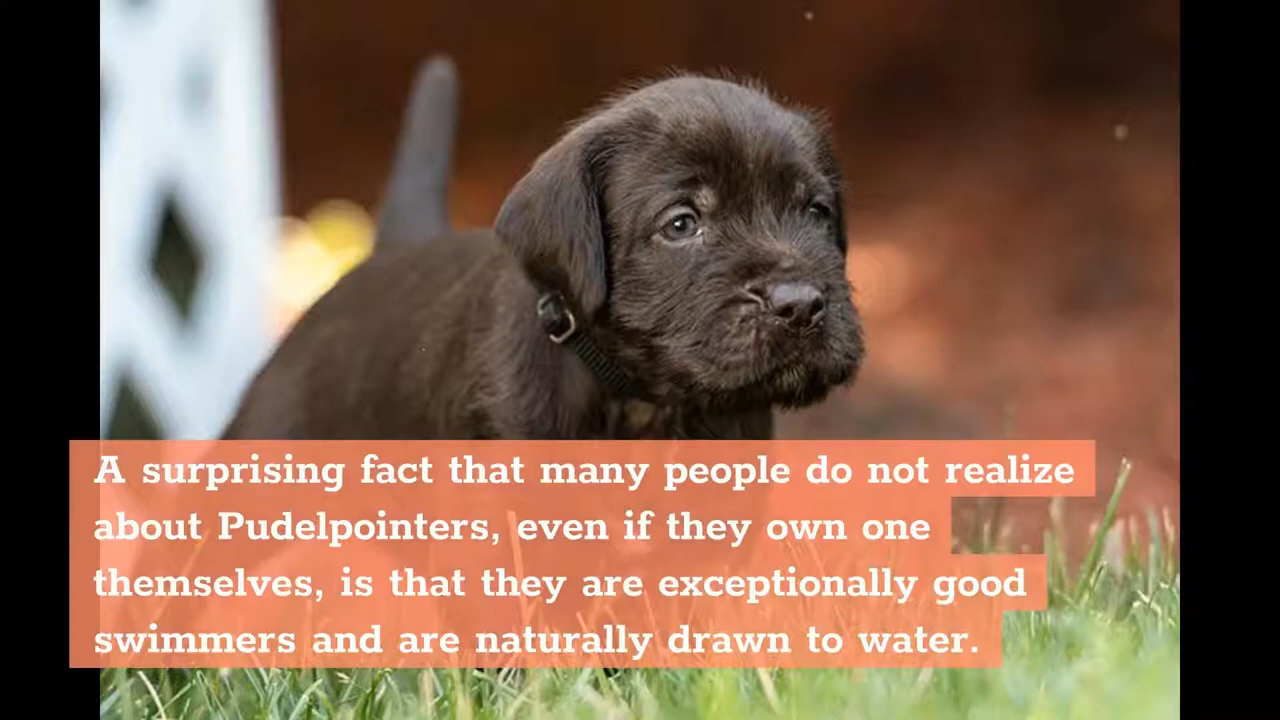 A surprising fact that many people do not realize
about Pudelpointers, even if they own one
themselves, is that they are exceptionally good
swimmers and are naturally drawn to water.